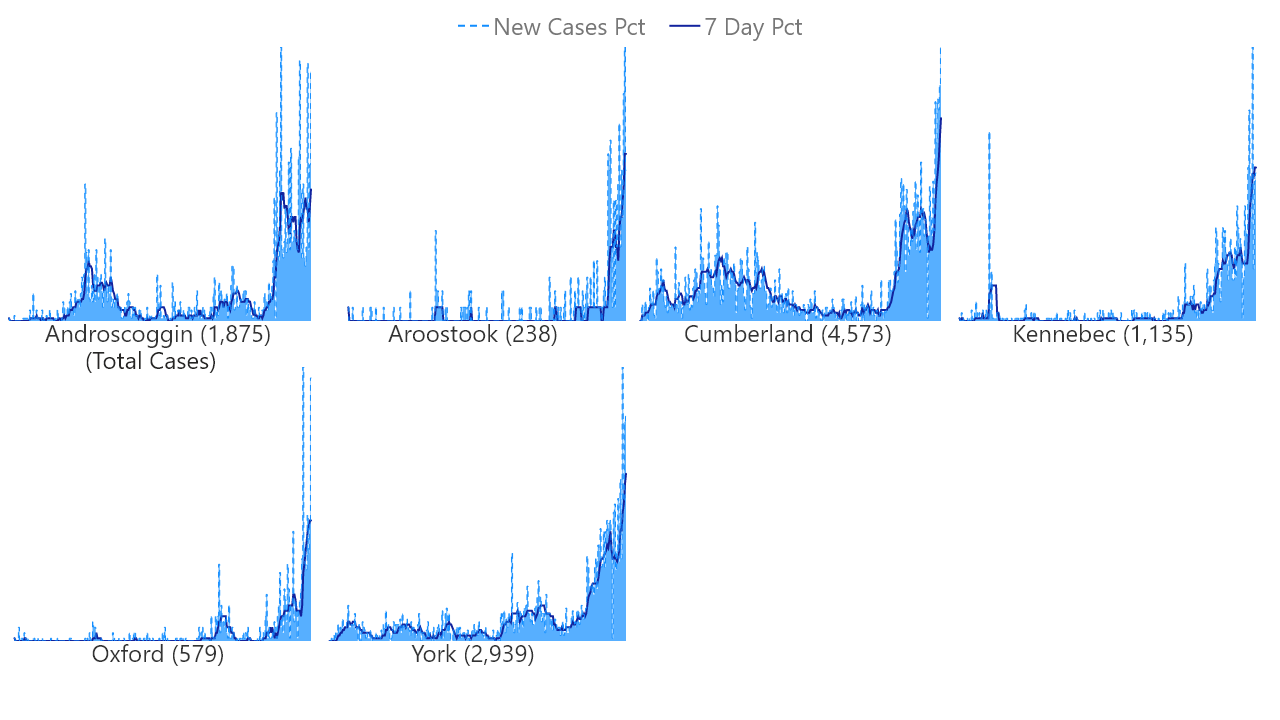 New Cases Pct 7 Day Pct
Androscoggin (1,875)
(Total Cases)
Aroostook (238)
Cumberland (4,573)
Kennebec (1,135)
Oxford (579)
York (2,939)